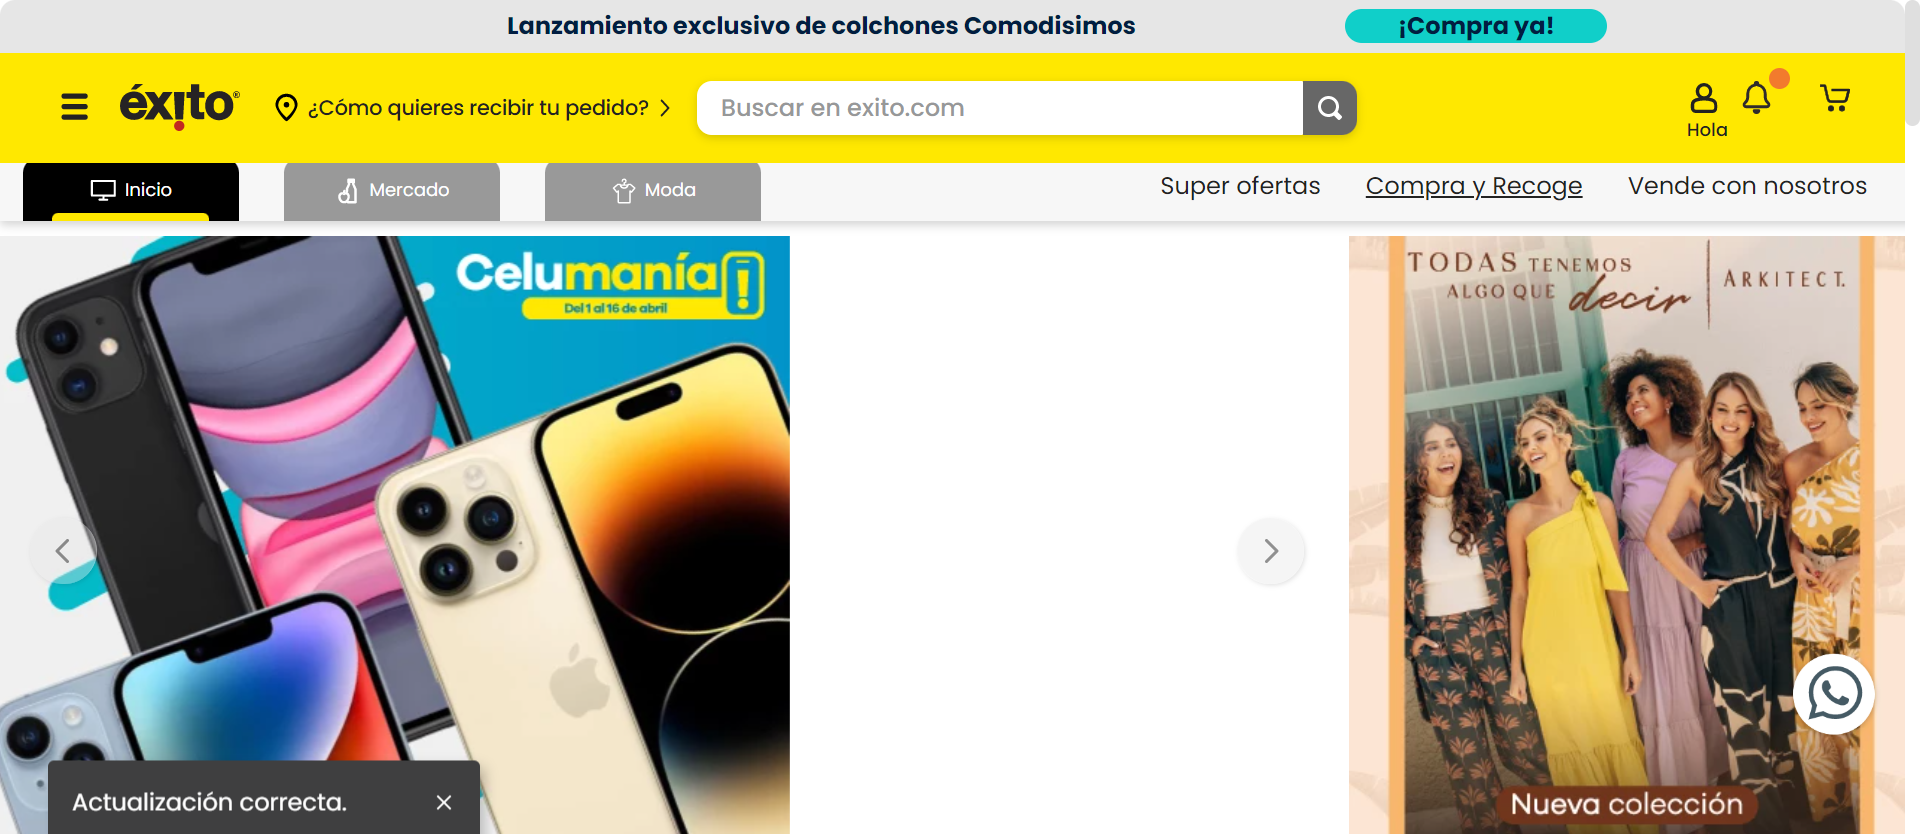 Lanzamiento exclusivo de colchones Comodisimos
¡Compra ya!
éxito®
¿Cómo quieres recibir tu pedido?
Buscar en exito.com
Hola
Inicio
Mercado
Moda
Super ofertas
Compra y Recoge
Vende con nosotros
Celumanía!
Del 1 al 16 de abril
TODAS TENEMOS
ALGO QUE decir
ARKITECT.
Nueva colección
Actualización correcta.